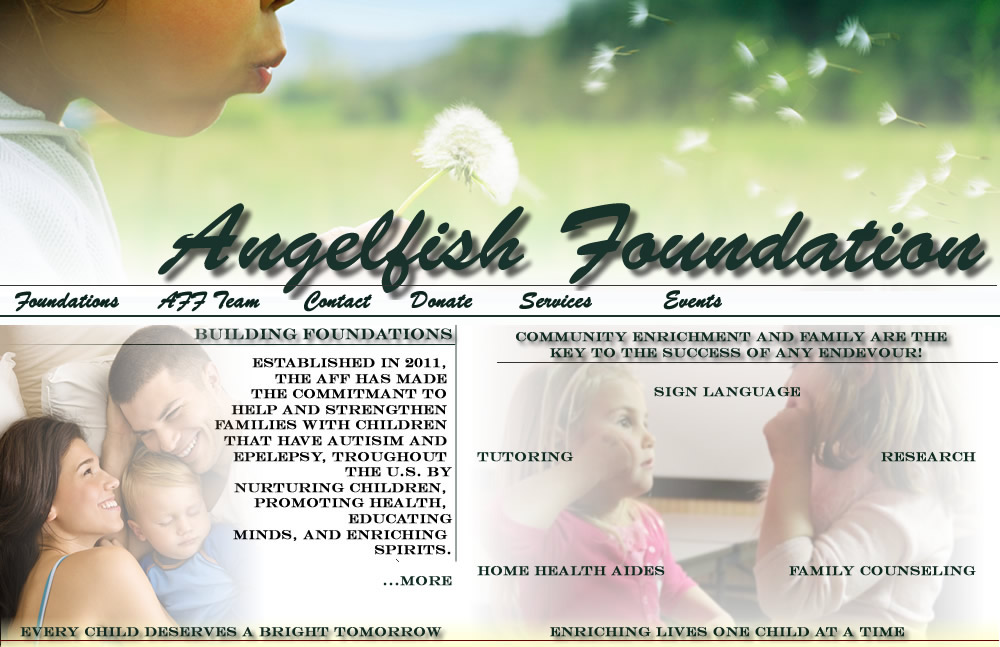 Angelfish Foundation
Foundations AFF Team Contact Donate Services Events
BUILDING FOUNDATIONS
ESTABLISHED IN 2011,
THE AFF HAS MADE
THE COMMITMANT TO
HELP AND STRENGTHEN
FAMILIES WITH CHILDREN
THAT HAVE AUTISIM AND
EPELEPSY, TROUGHOUT
THE U.S. BY
NURTURING CHILDREN,
PROMOTING HEALTH,
EDUCATING
MINDS, AND ENRICHING
SPIRITS.
...MORE
EVERY CHILD DESERVES A BRIGHT TOMORROW
COMMUNITY ENRICHMENT AND FAMILY ARE THE
KEY TO THE SUCCESS OF ANY ENDEVOUR!
SIGN LANGUAGE
TUTORING RESEARCH
HOME HEALTH AIDES FAMILY COUNSELING
ENRICHING LIVES ONE CHILD AT A TIME